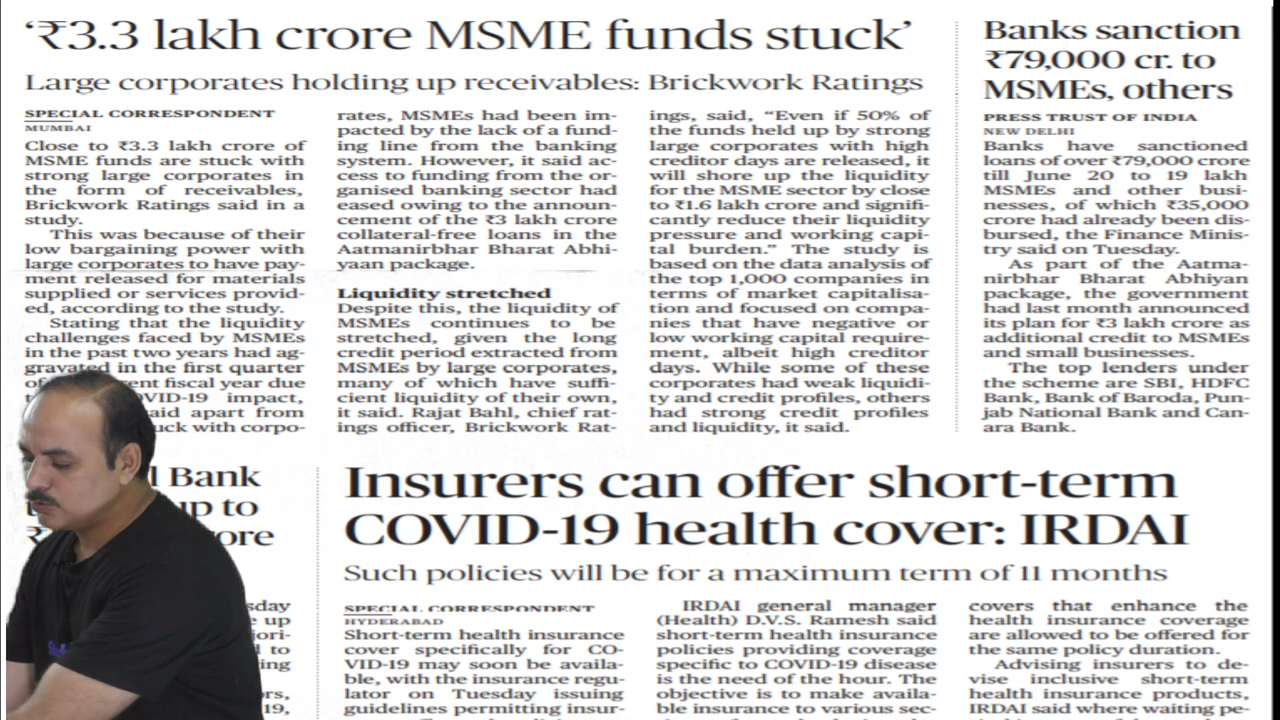 ‘₹3.3 lakh crore MSME funds stuck’
Large corporates holding up receivables: Brickwork Ratings
SPECIAL CORRESPONDENT
MUMBAI
Close to ₹3.3 lakh crore of
MSME funds are stuck with
strong large corporates in
the form of receivables,
Brickwork Ratings said in a
study.
This was because of their
low bargaining power with
large corporates to have pay-
ment released for materials
supplied or services provid-
ed, according to the study.
Stating that the liquidity
challenges faced by MSMEs
in the past two years had ag-
gravated in the first quarter
fiscal year due
impact,
apart from
with corpo-
rates, MSMEs had been im-
pacted by the lack of a fund-
ing line from the banking
system. However, it said ac-
cess to funding from the or-
ganised banking sector had
eased owing to the announ-
cement of the ₹3 lakh crore
collateral-free loans in the
Aatmanirbhar Bharat Abhi-
yaan package.
Liquidity stretched
Despite this, the liquidity of
MSMEs continues to be
stretched, given the long
credit period extracted from
MSMEs by large corporates,
many of which have suffi-
cient liquidity of their own,
it said. Rajat Bahl, chief rat-
ings officer, Brickwork Rat-
ings, said, “Even if 50% of
the funds held up by strong
large corporates with high
creditor days are released, it
will shore up the liquidity
for the MSME sector by close
to ₹1.6 lakh crore and signifi-
cantly reduce their liquidity
pressure and working capi-
tal burden.” The study is
based on the data analysis of
the top 1,000 companies in
terms of market capitalisa-
tion and focused on compa-
nies that have negative or
low working capital require-
ment, albeit high creditor
days. While some of these
corporates had weak liquidi-
ty and credit profiles, others
had strong credit profiles
and liquidity, it said.
Banks sanction
₹79,000 cr. to
MSMEs, others
PRESS TRUST OF INDIA
NEW DELHI
Banks have sanctioned
loans of over ₹79,000 crore
till June 20 to 19 lakh
MSMEs and other busi-
nesses, of which ₹35,000
crore had already been dis-
bursed, the Finance Minis-
try said on Tuesday.
As part of the Aatma-
nirbhar Bharat Abhiyan
package, the government
had last month announced
its plan for ₹3 lakh crore as
additional credit to MSMEs
and small businesses.
The top lenders under
the scheme are SBI, HDFC
Bank, Bank of Baroda, Pun-
jab National Bank and Can-
ara Bank.
Bank
up to
Insurers can offer short-term
COVID-19 health cover: IRDAI
Such policies will be for a maximum term of 11 months
SPECIAL CORRESPONDENT
HYDERABAD
Short-term health insurance
cover specifically for CO-
VID-19 may soon be availa-
ble, with the insurance regu-
lator on Tuesday issuing
guidelines permitting insur-
IRDAI general manager
(Health) D.V.S. Ramesh said
short-term health insurance
policies providing coverage
specific to COVID-19 disease
is the need of the hour. The
objective is to make availa-
ble insurance to various sec-
covers that enhance the
health insurance coverage
are allowed to be offered for
the same policy duration.
Advising insurers to de-
vise inclusive short-term
health insurance products,
IRDAI said where waiting pe-